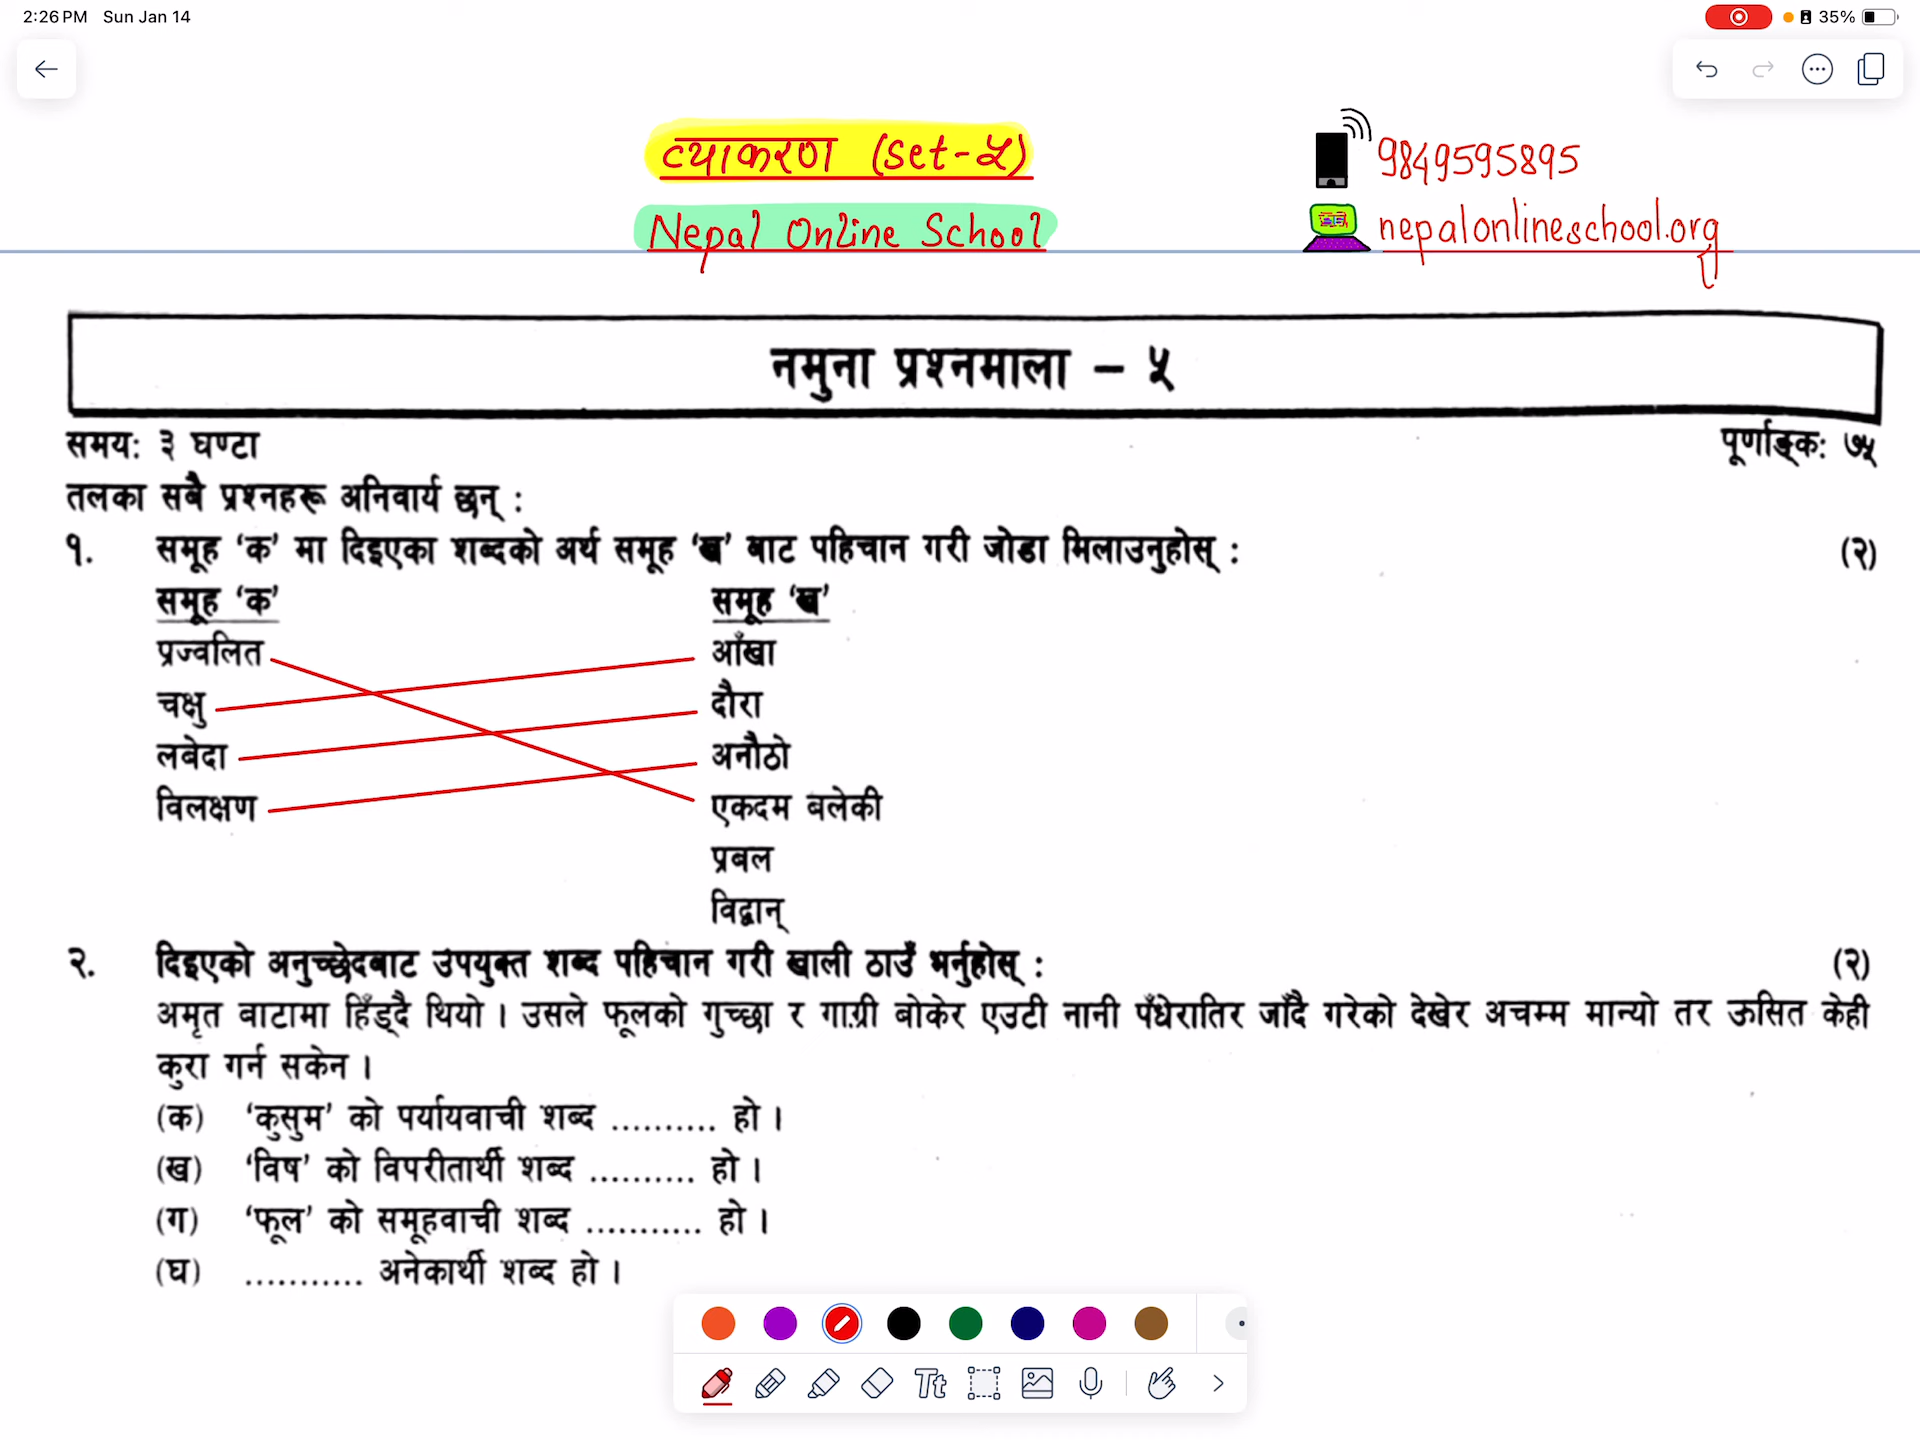 2:26 PM Sun Jan 14
35%
व्याकरण (set-५)
9849595895
Nepal Online School
nepalonlineschool.org
नमुना प्रश्नमाला – ५
समय: ३ घण्टा
पूर्णाङ्क: ७५
तलका सबै प्रश्नहरू अनिवार्य छन् :
१. समूह ‘क’ मा दिइएका शब्दको अर्थ समूह ‘ख’ बाट पहिचान गरी जोडा मिलाउनुहोस् : (२)
समूह ‘क’ समूह ‘ख’
प्रज्वलित आँखा
चक्षु दौरा
लबेदा अनौठो
विलक्षण एकदम बलेकी
प्रबल
विद्वान्
२. दिइएको अनुच्छेदबाट उपयुक्त शब्द पहिचान गरी खाली ठाउँ भर्नुहोस् : (२)
अमृत बाटामा हिँड्दै थियो । उसले फूलको गुच्छा र गाग्री बोकेर एउटी नानी पँधेरातिर जाँदै गरेको देखेर अचम्म मान्यो तर ऊसित केही
कुरा गर्न सकेन ।
(क) ‘कुसुम’ को पर्यायवाची शब्द .......... हो ।
(ख) ‘विष’ को विपरीतार्थी शब्द .......... हो ।
(ग) ‘फूल’ को समूहवाची शब्द ........... हो ।
(घ) ........... अनेकार्थी शब्द हो ।
Tt